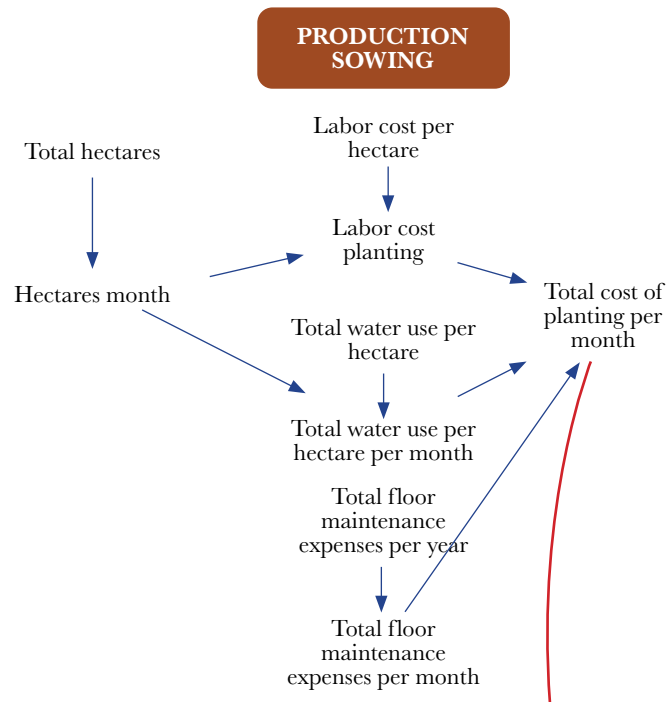 PRODUCTION
SOWING
Labor cost per
hectare
Total hectares
Labor cost
planting
Hectares month
Total cost of
planting per
month
Total water use per
hectare
Total water use per
hectare per month
Total floor
maintenance
expenses per year
Total floor
maintenance
expenses per month